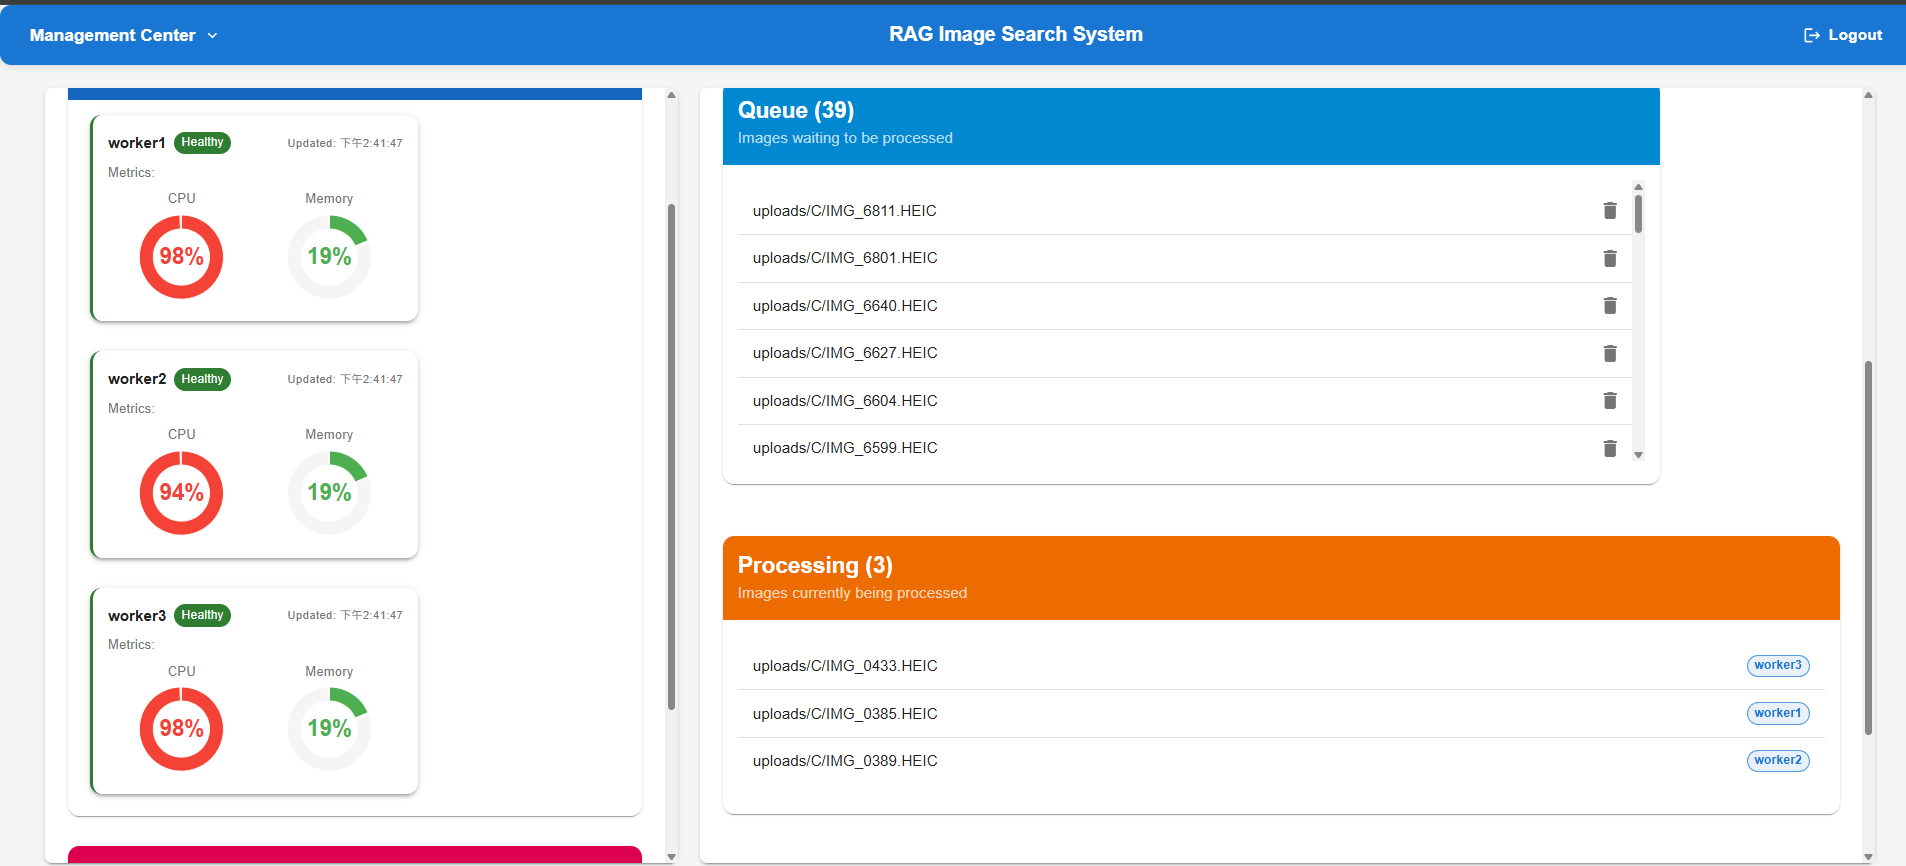 Management Center
RAG Image Search System
Logout
worker1 Healthy Updated: 下午2:41:47
Metrics:
CPU Memory
98% 19%
worker2 Healthy Updated: 下午2:41:47
Metrics:
CPU Memory
94% 19%
worker3 Healthy Updated: 下午2:41:47
Metrics:
CPU Memory
98% 19%
Queue (39)
Images waiting to be processed
uploads/C/IMG_6811.HEIC
uploads/C/IMG_6801.HEIC
uploads/C/IMG_6640.HEIC
uploads/C/IMG_6627.HEIC
uploads/C/IMG_6604.HEIC
uploads/C/IMG_6599.HEIC
Processing (3)
Images currently being processed
uploads/C/IMG_0433.HEIC worker3
uploads/C/IMG_0385.HEIC worker1
uploads/C/IMG_0389.HEIC worker2